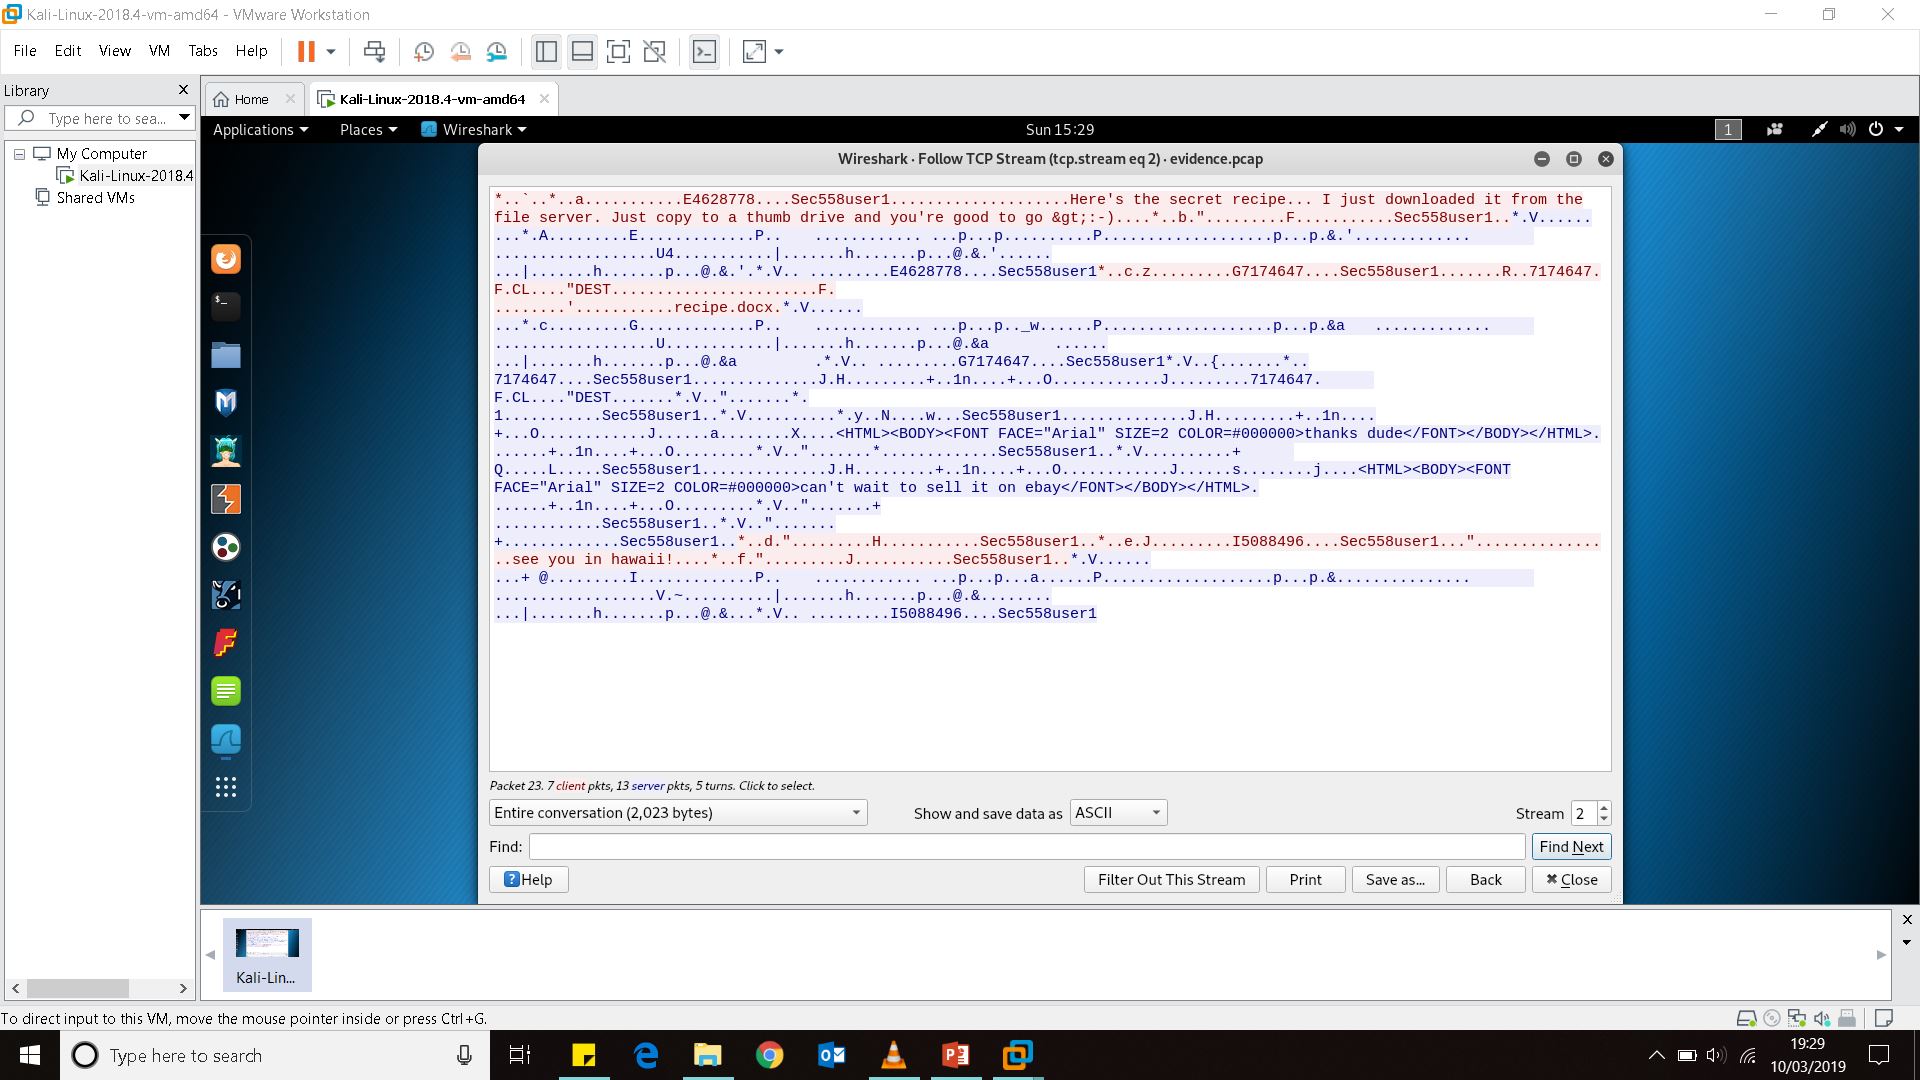 Kali-Linux-2018.4-vm-amd64 - VMware Workstation
File Edit View VM Tabs Help
Library
Type here to sea...
My Computer
Kali-Linux-2018.4
Shared VMs
Home
Kali-Linux-2018.4-vm-amd64
Applications Places Wireshark
Sun 15:29
1
Wireshark · Follow TCP Stream (tcp.stream eq 2) · evidence.pcap
*..`..*..a...........E4628778....Sec558user1....................Here's the secret recipe... I just downloaded it from the
file server. Just copy to a thumb drive and you're good to go &gt;:-)....*..b.".........F...........Sec558user1..*.V......
...*.A.........E.............P.. ............ ...p...p..........P...................p...p.&.'.............
..................U4...........|.......h.......p...@.&.'......
...|.......h.......p...@.&.'.*.V.. .........E4628778....Sec558user1*..c.z.........G7174647....Sec558user1.......R..7174647.
F.CL...."DEST.......................F.
........'...........recipe.docx.*.V......
...*.c.........G.............P.. ............ ...p...p.._w......P...................p...p.&a .............
..................U............|.......h.......p...@.&a ......
...|.......h.......p...@.&a .*.V.. .........G7174647....Sec558user1*.V..{.......*..
7174647....Sec558user1..............J.H.........+..1n....+...O............J.........7174647.
F.CL...."DEST.......*.V..".......*.
1...........Sec558user1..*.V..........*.y..N....w...Sec558user1..............J.H.........+..1n....
+...O............J......a........X....<HTML><BODY><FONT FACE="Arial" SIZE=2 COLOR=#000000>thanks dude</FONT></BODY></HTML>.
......+..1n....+...O.........*.V..".......*.............Sec558user1..*.V..........+
Q.....L.....Sec558user1..............J.H.........+..1n....+...O............J......s........j....<HTML><BODY><FONT
FACE="Arial" SIZE=2 COLOR=#000000>can't wait to sell it on ebay</FONT></BODY></HTML>.
......+..1n....+...O.........*.V..".......+
............Sec558user1..*.V..".......
+.............Sec558user1..*..d.".........H...........Sec558user1..*..e.J.........I5088496....Sec558user1...".............
..see you in hawaii!....*..f.".........J...........Sec558user1..*.V......
...+ @.........I.............P.. ................p...p...a......P...................p...p.&...............
..................V.~..........|.......h.......p...@.&........
...|.......h.......p...@.&...*.V.. .........I5088496....Sec558user1
Packet 23. 7 client pkts, 13 server pkts, 5 turns. Click to select.
Entire conversation (2,023 bytes)
Show and save data as ASCII
Stream 2
Find:
Find Next
Help
Filter Out This Stream
Print
Save as...
Back
Close
Kali-Lin...
To direct input to this VM, move the mouse pointer inside or press Ctrl+G.
Type here to search
19:29
10/03/2019